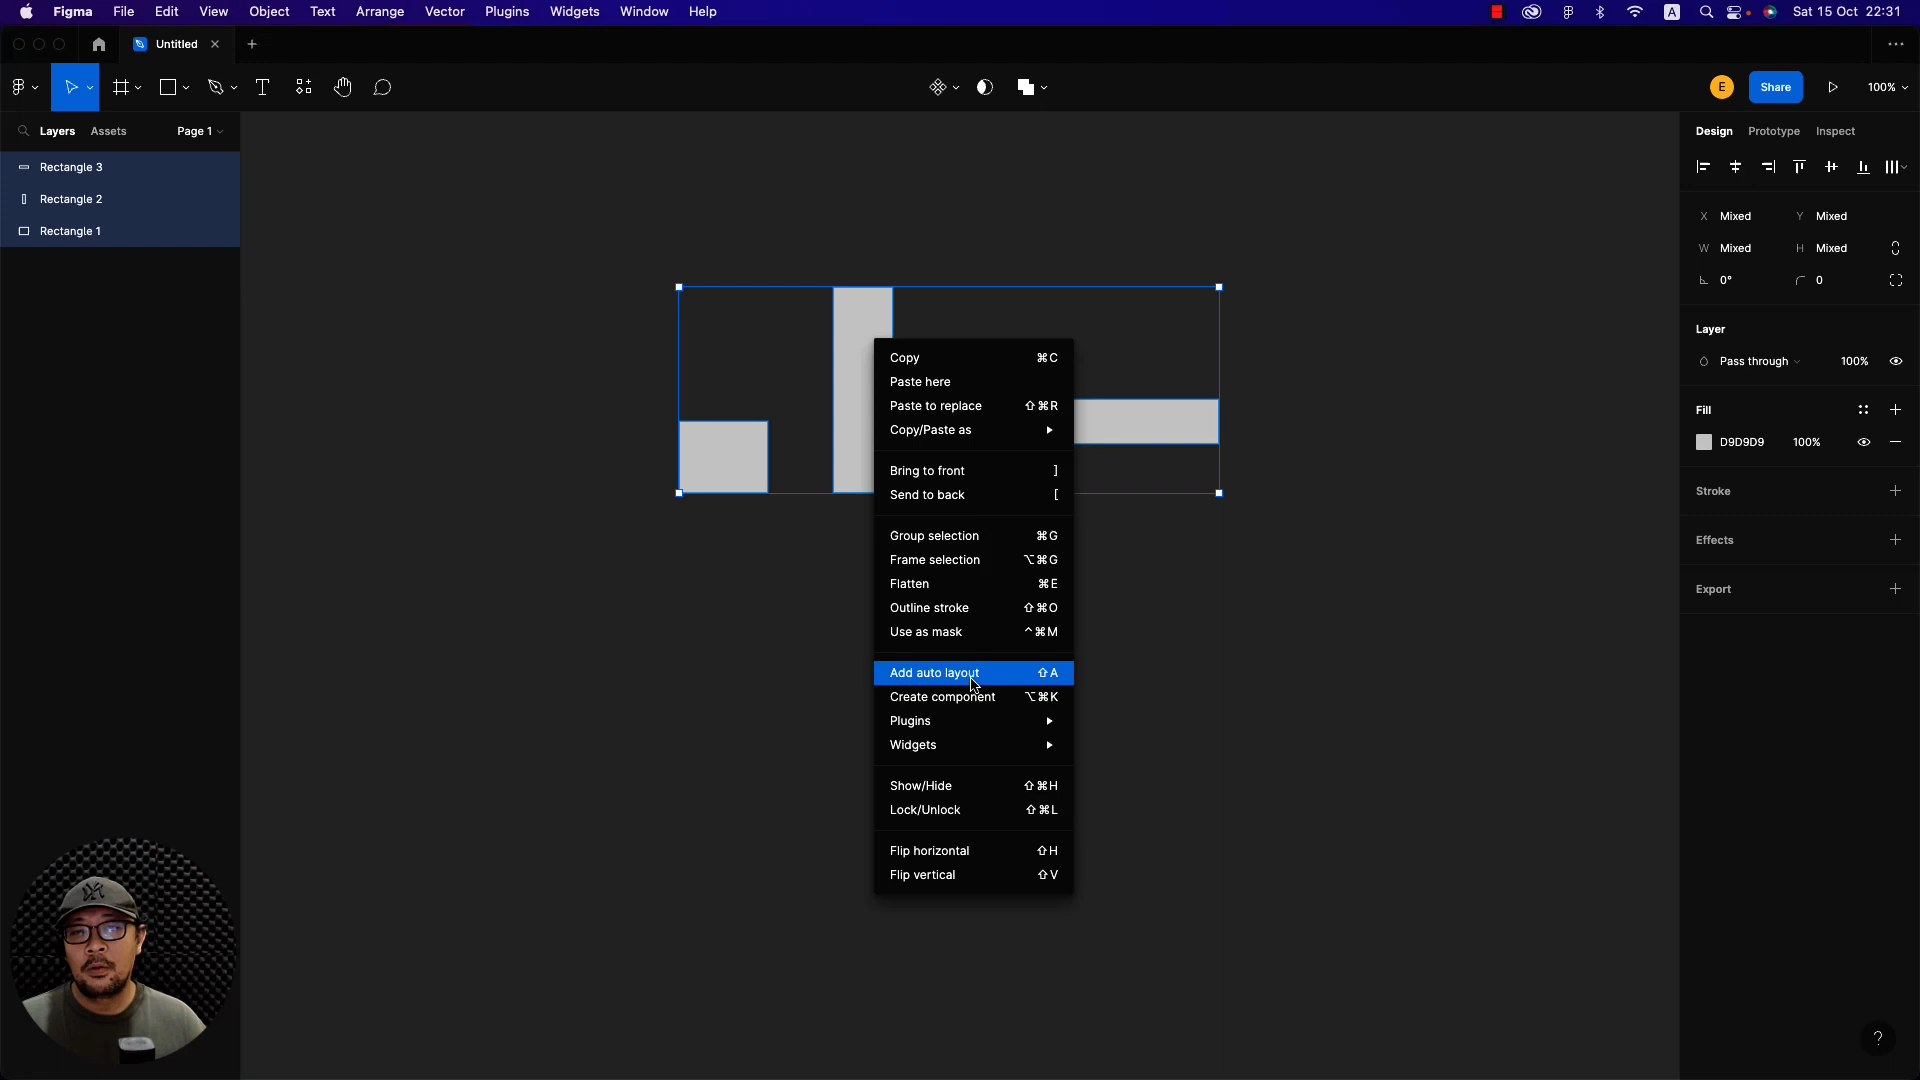 Figma File Edit View Object Text Arrange Vector Plugins Widgets Window Help A Sat 15 Oct 22:31
Untitled
E Share 100%
Layers Assets Page 1 Design Prototype Inspect
Rectangle 3
Rectangle 2
Rectangle 1
X Mixed Y Mixed
W Mixed H Mixed
0° 0
Layer
Pass through 100%
Fill
D9D9D9 100%
Stroke
Effects
Export
Copy ⌘C
Paste here
Paste to replace ⇧⌘R
Copy/Paste as
Bring to front ]
Send to back [
Group selection ⌘G
Frame selection ⌥⌘G
Flatten ⌘E
Outline stroke ⇧⌘O
Use as mask ^⌘M
Add auto layout ⇧A
Create component ⌥⌘K
Plugins
Widgets
Show/Hide ⇧⌘H
Lock/Unlock ⇧⌘L
Flip horizontal ⇧H
Flip vertical ⇧V
?